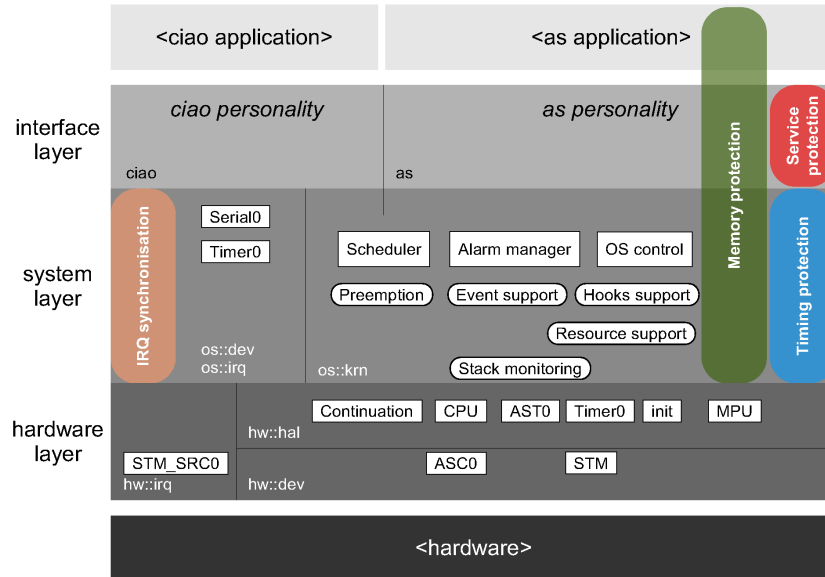 <ciao application>
<as application>
interface
layer
ciao personality
as personality
ciao
as
Memory protection
Service
protection
system
layer
IRQ synchronisation
Serial0
Timer0
os::dev
os::irq
Scheduler
Alarm manager
OS control
Preemption
Event support
Hooks support
Resource support
Stack monitoring
os::krn
Timing protection
hardware
layer
Continuation
CPU
AST0
Timer0
init
MPU
hw::hal
STM_SRC0
hw::irq
ASC0
STM
hw::dev
<hardware>